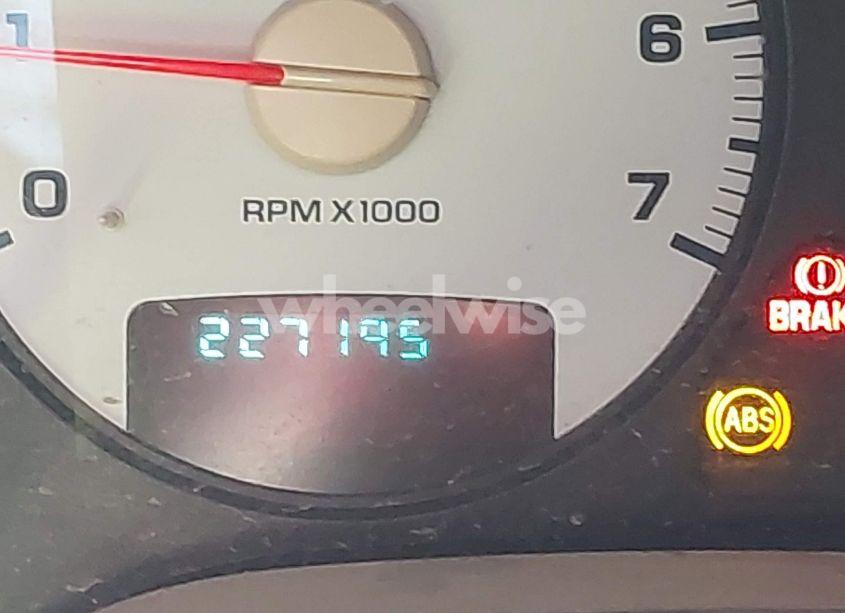 1
6
0
7
RPM X1000
wheelwise
227195
BRAK
ABS